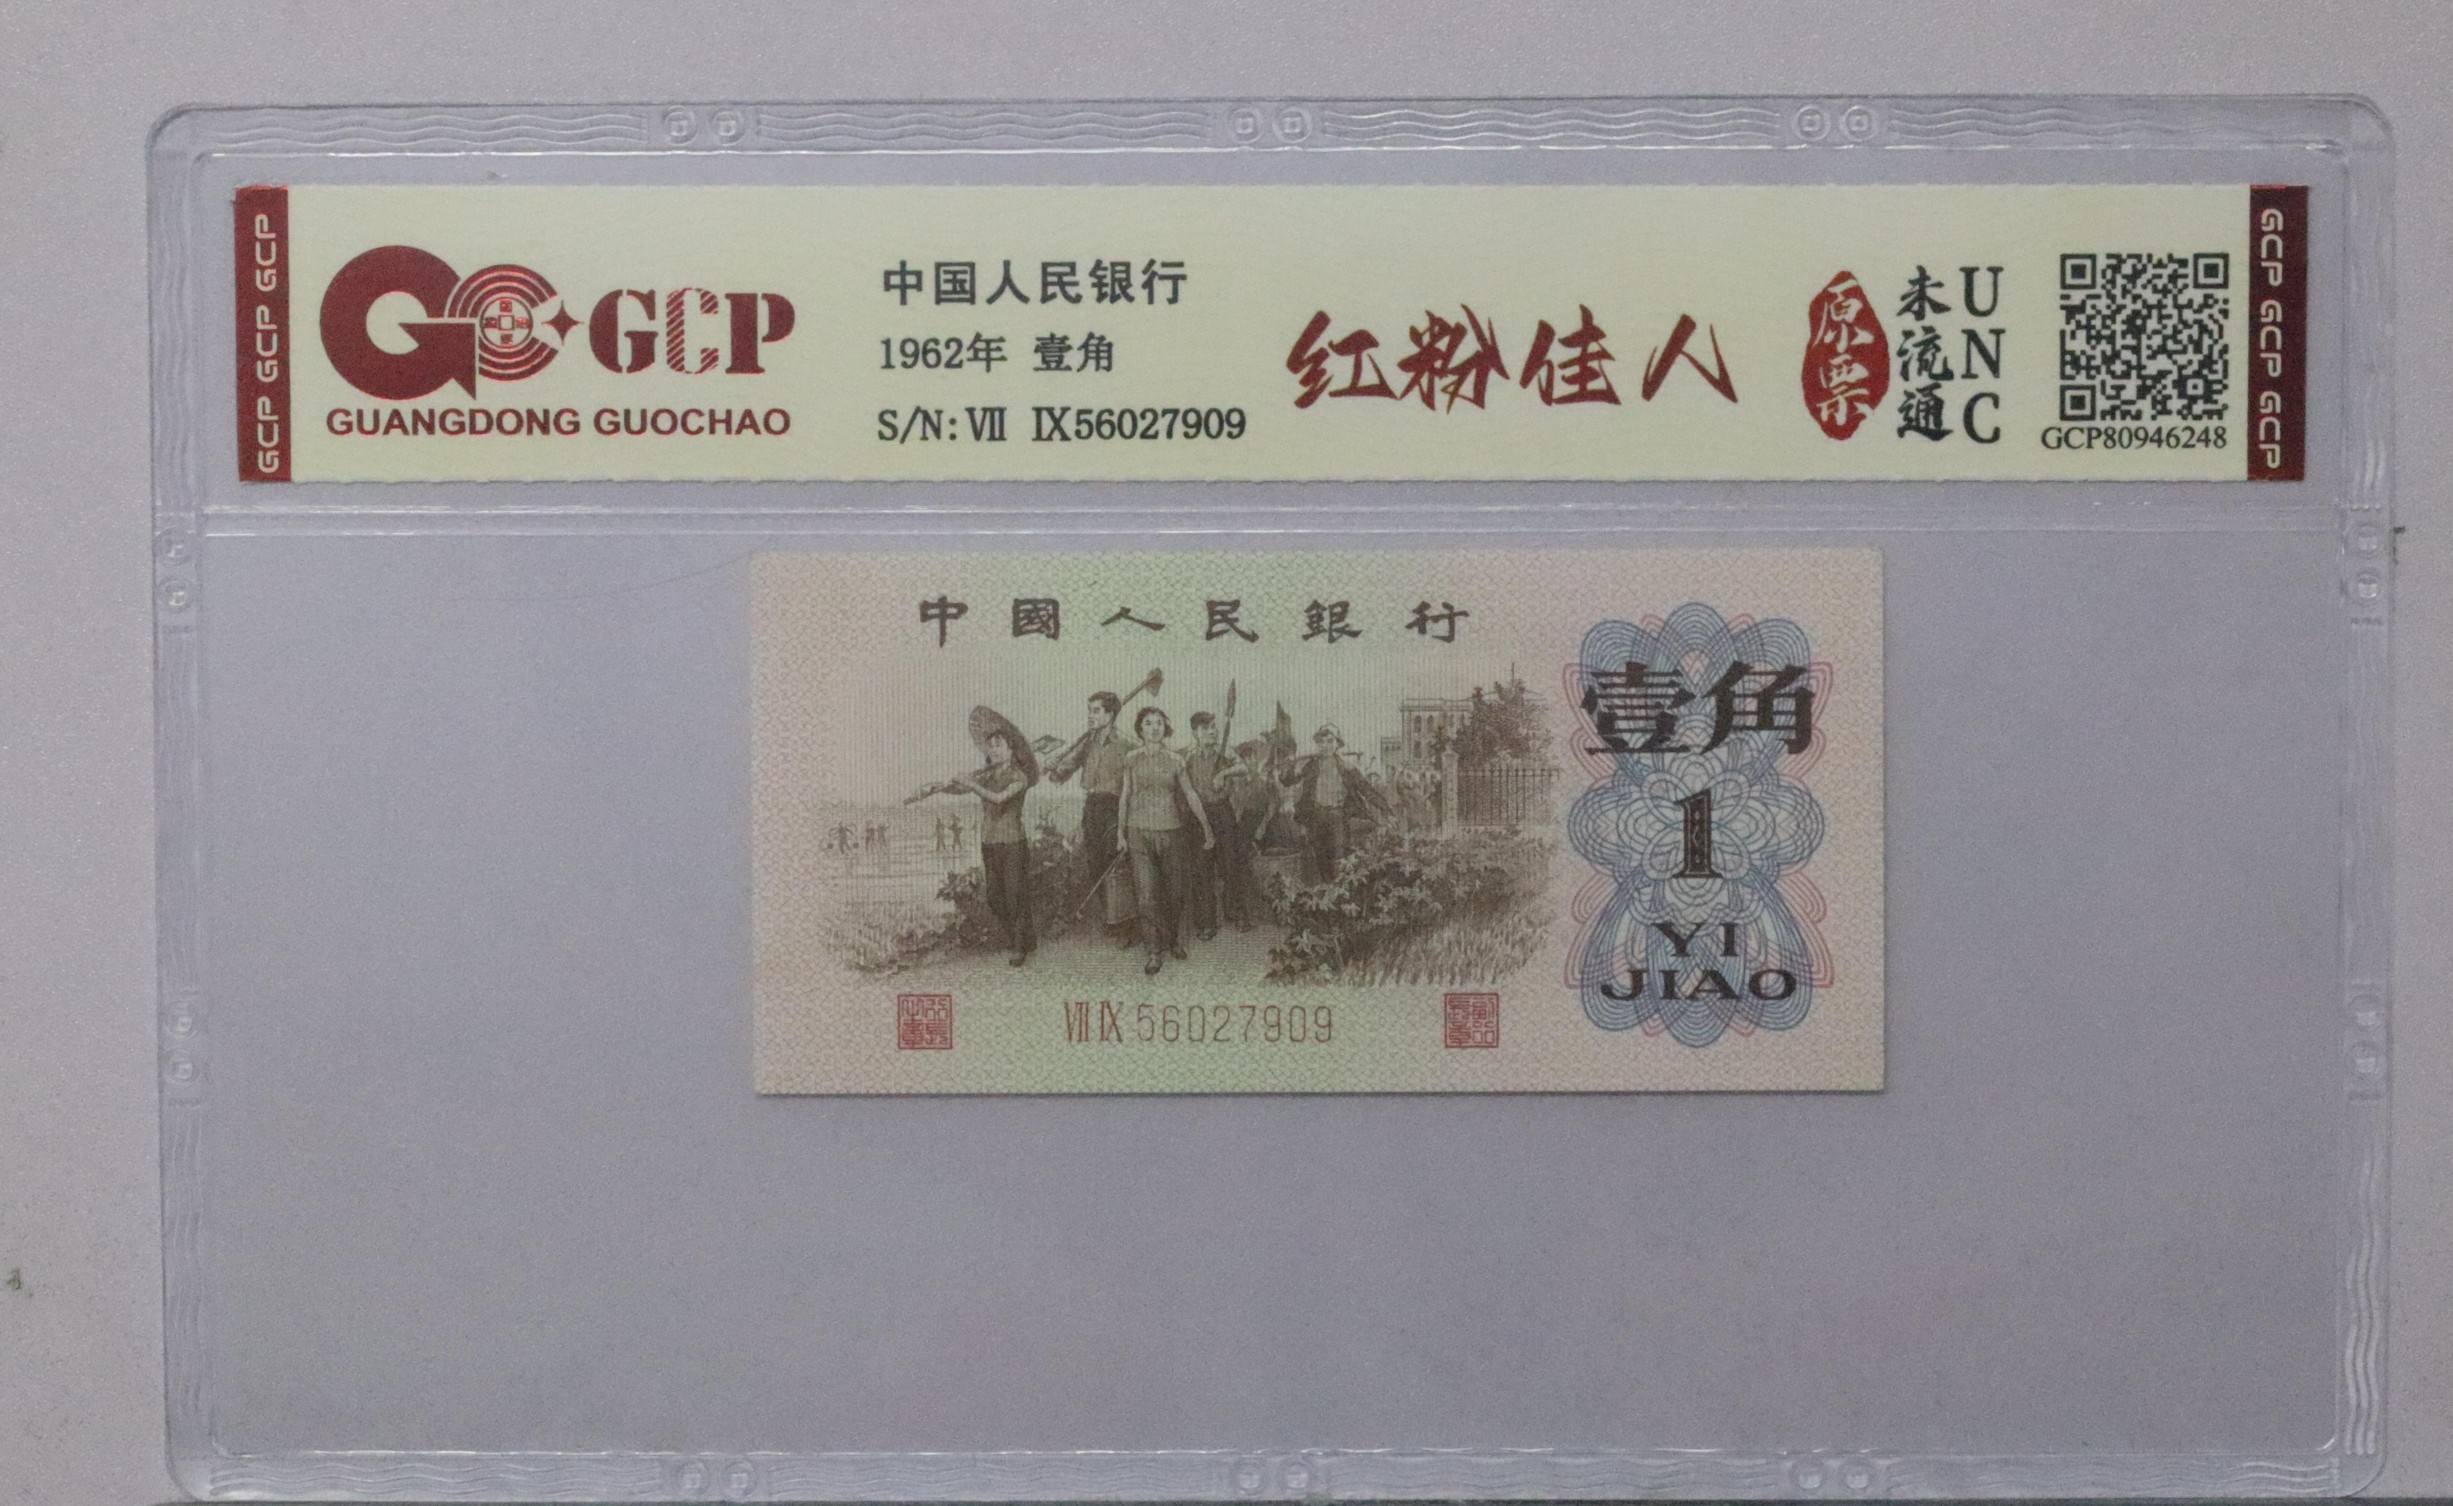 GCP GCP GCP
GCP
GUANGDONG GUOCHAO
中国人民银行
1962年 壹角
S/N: Ⅶ Ⅸ56027909
红粉佳人
原票
未流通
UNC
GCP80946248
GCP GCP GCP
中國人民銀行
壹角
1
YI
JIAO
Ⅶ Ⅸ 56027909